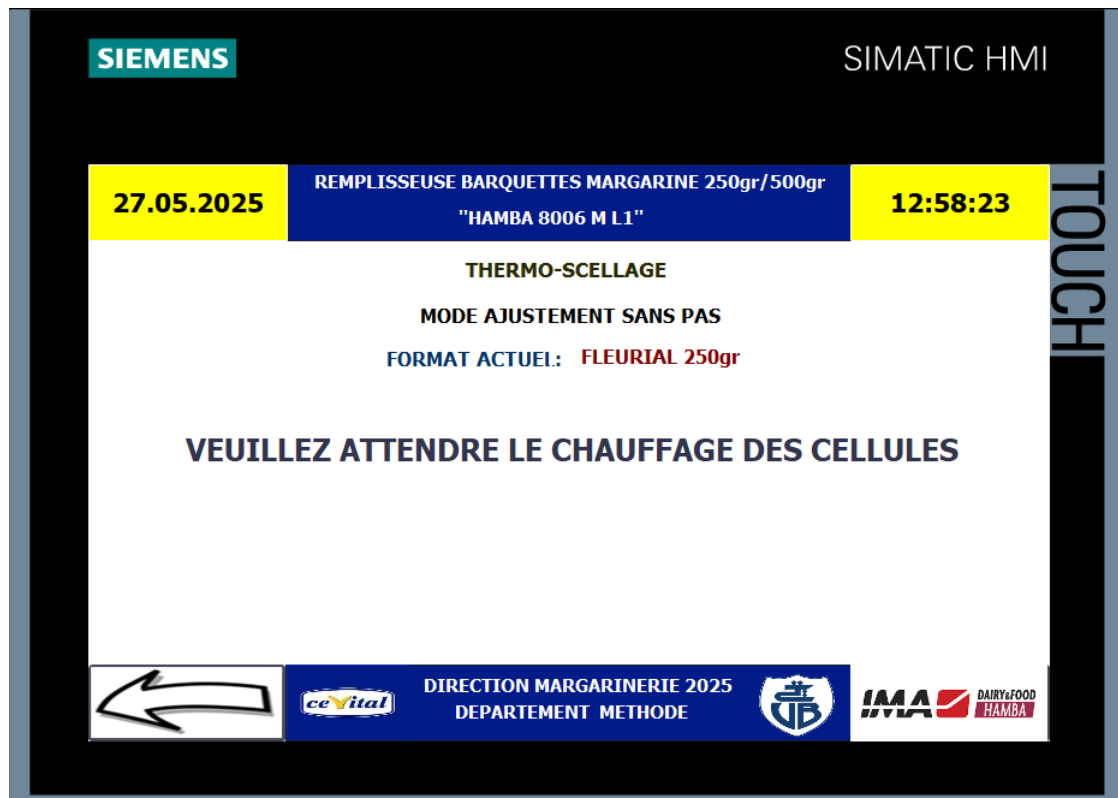 SIEMENS
SIMATIC HMI
TOUCH
27.05.2025
REMPLISSEUSE BARQUETTES MARGARINE 250gr/500gr
"HAMBA 8006 M L1"
12:58:23
THERMO-SCELLAGE
MODE AJUSTEMENT SANS PAS
FORMAT ACTUEL: FLEURIAL 250gr
VEUILLEZ ATTENDRE LE CHAUFFAGE DES CELLULES
cevital
DIRECTION MARGARINERIE 2025
DEPARTEMENT METHODE
UB
IMA DAIRY&FOOD
HAMBA